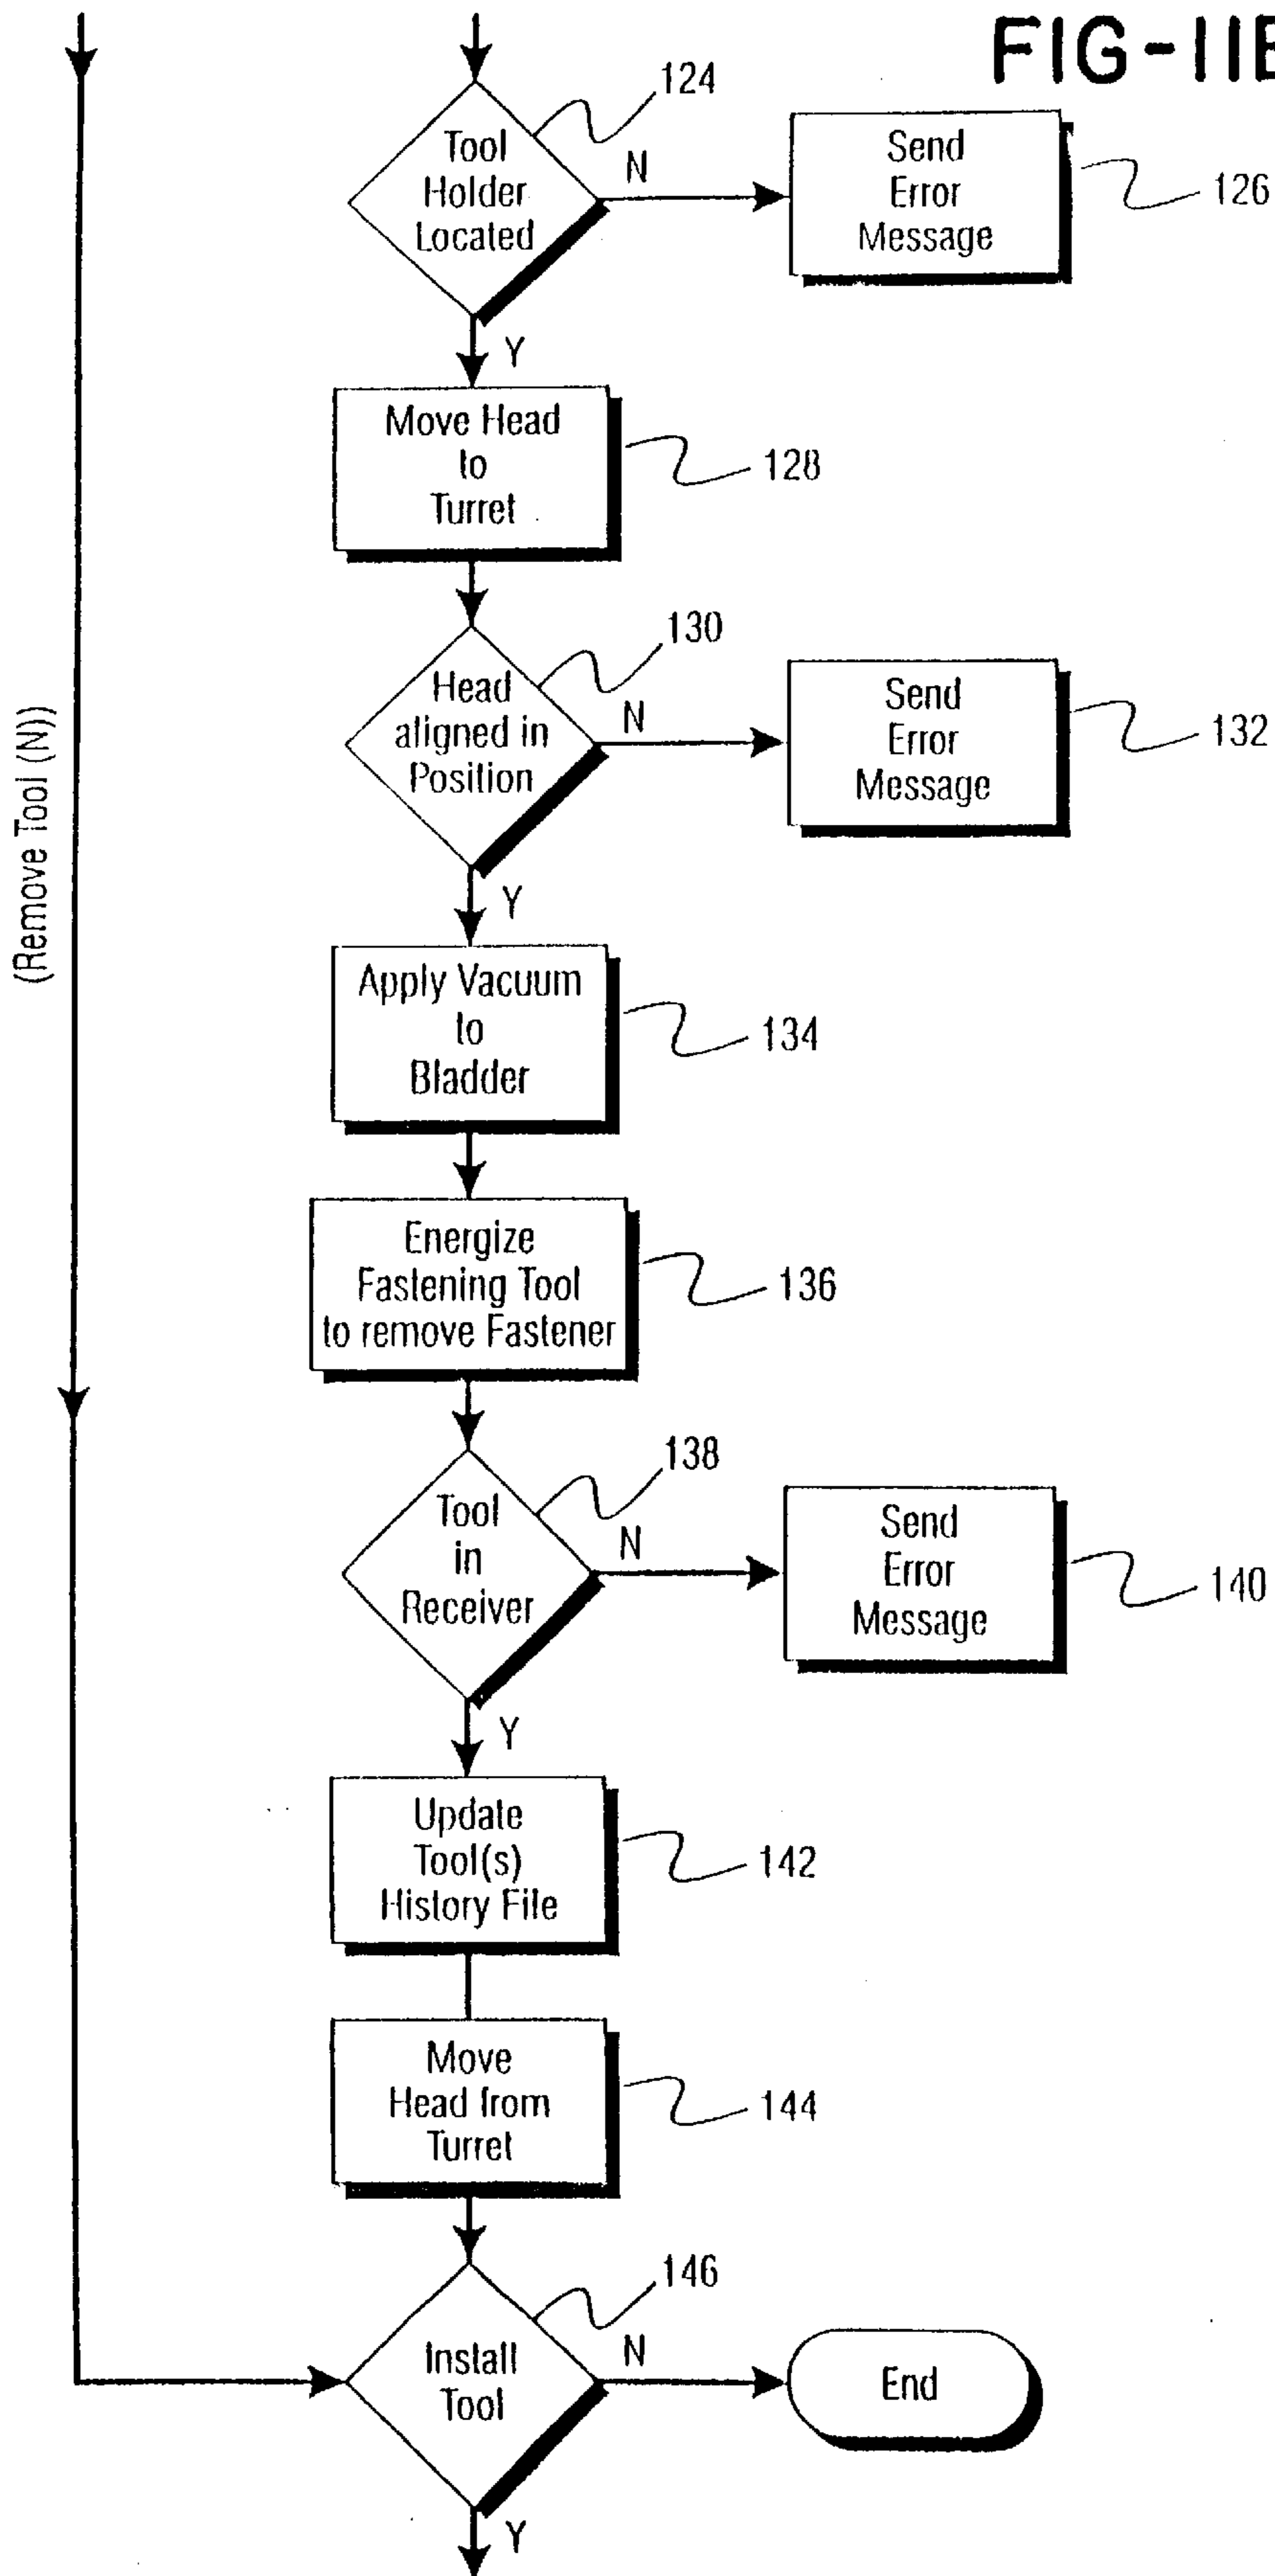 FIG-11B
124
Tool
Holder
Located
N
Send
Error
Message
126
Y
Move Head
to
Turret
128
130
Head
aligned in
Position
N
Send
Error
Message
132
(Remove Tool (N))
Y
Apply Vacuum
to
Bladder
134
Energize
Fastening Tool
to remove Fastener
136
138
Tool
in
Receiver
N
Send
Error
Message
140
Y
Update
Tool(s)
History File
142
Move
Head from
Turret
144
146
Install
Tool
N
End
Y